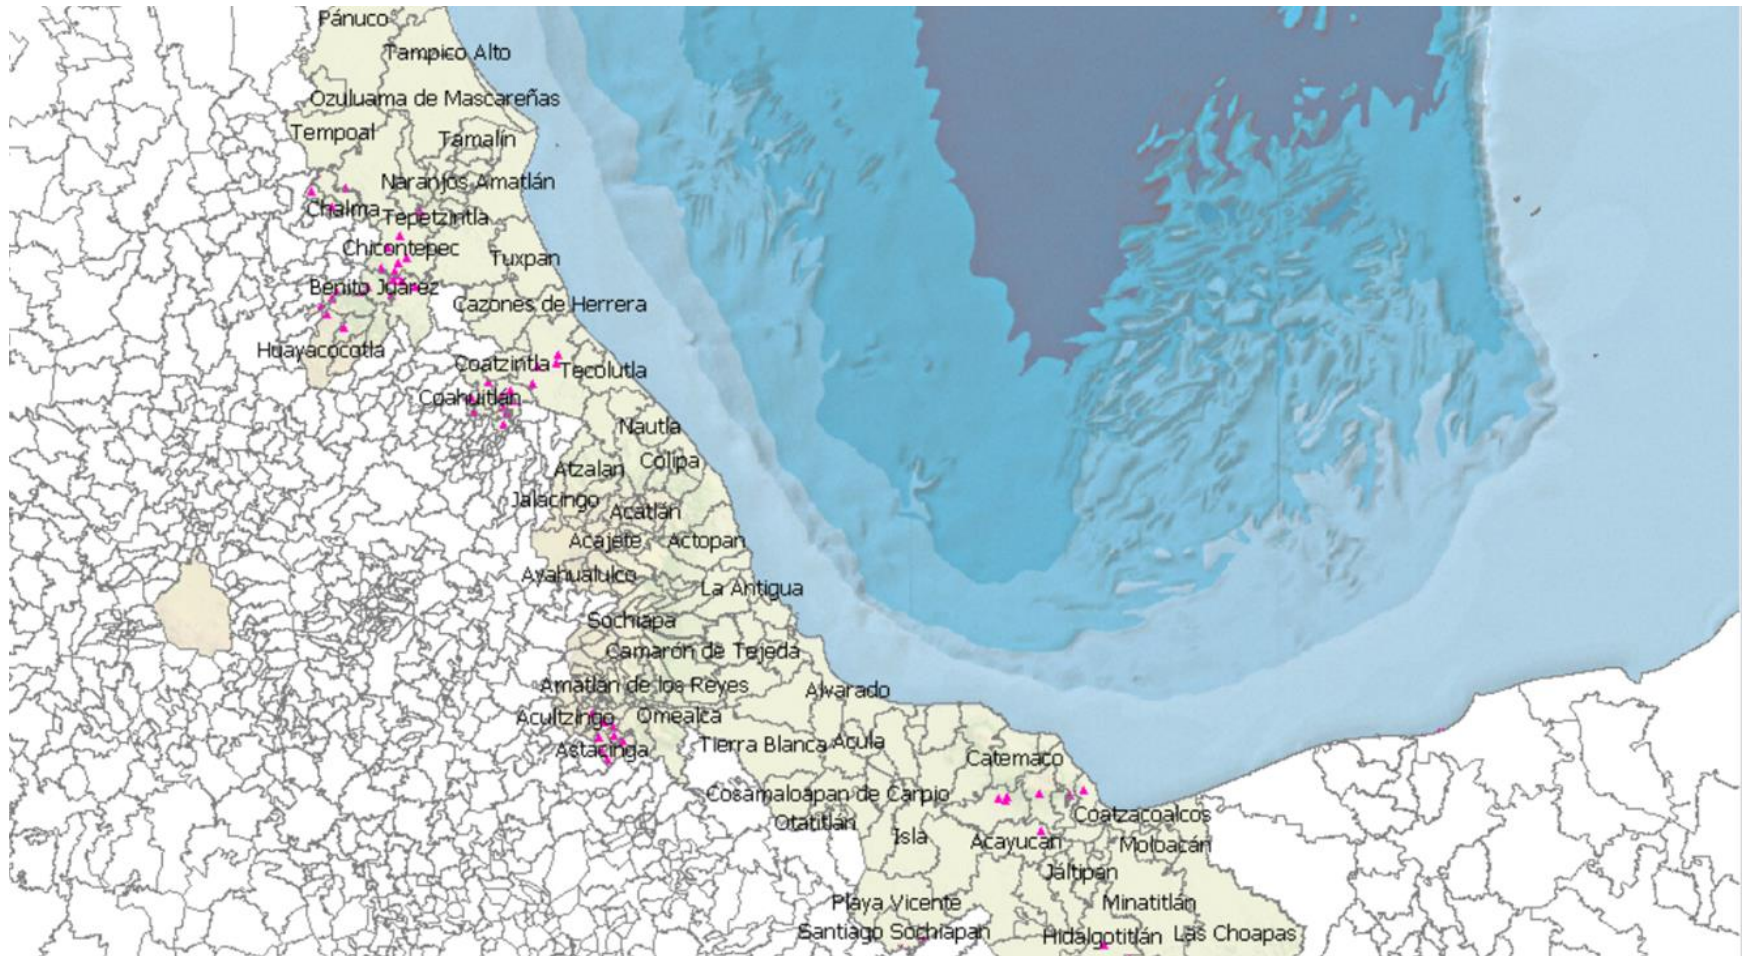 Pánuco
Tampico Alto
Ozuluama de Mascareñas
Tempoal
Tamalín
Naranjos Amatlán
Chalma
Tepetzintla
Chicontepec
Tuxpan
Benito Juárez
Cazones de Herrera
Huayacocotla
Coatzintla
Tecolutla
Coahuitlán
Nautla
Colipa
Atzalan
Jalacingo
Acatlán
Acajete
Actopan
Ayahualulco
La Antigua
Sochiapa
Camarón de Tejeda
Amatlán de los Reyes
Alvarado
Acultzingo
Omealca
Tierra Blanca
Acula
Astacinga
Catemaco
Cosamaloapan de Carpio
Otatitlán
Coatzacoalcos
Isla
Acayucan
Moloacán
Jáltipan
Playa Vicente
Minatitlán
Santiago Sochiapan
Hidalgotitlán
Las Choapas